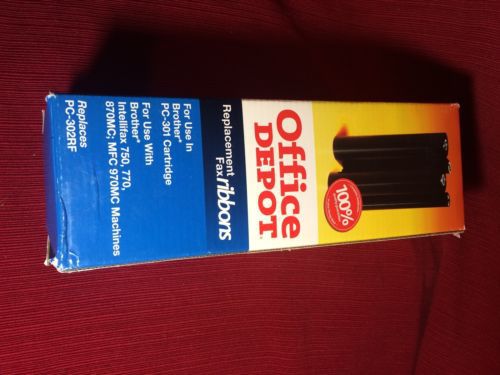 Office
DEPOT
100%
Replacement
Fax ribbons
For Use In
Brother®
PC-301 Cartridge
For Use With
Brother®
Intellifax 750, 770,
870MC; MFC 970MC Machines
Replaces
PC-302RF